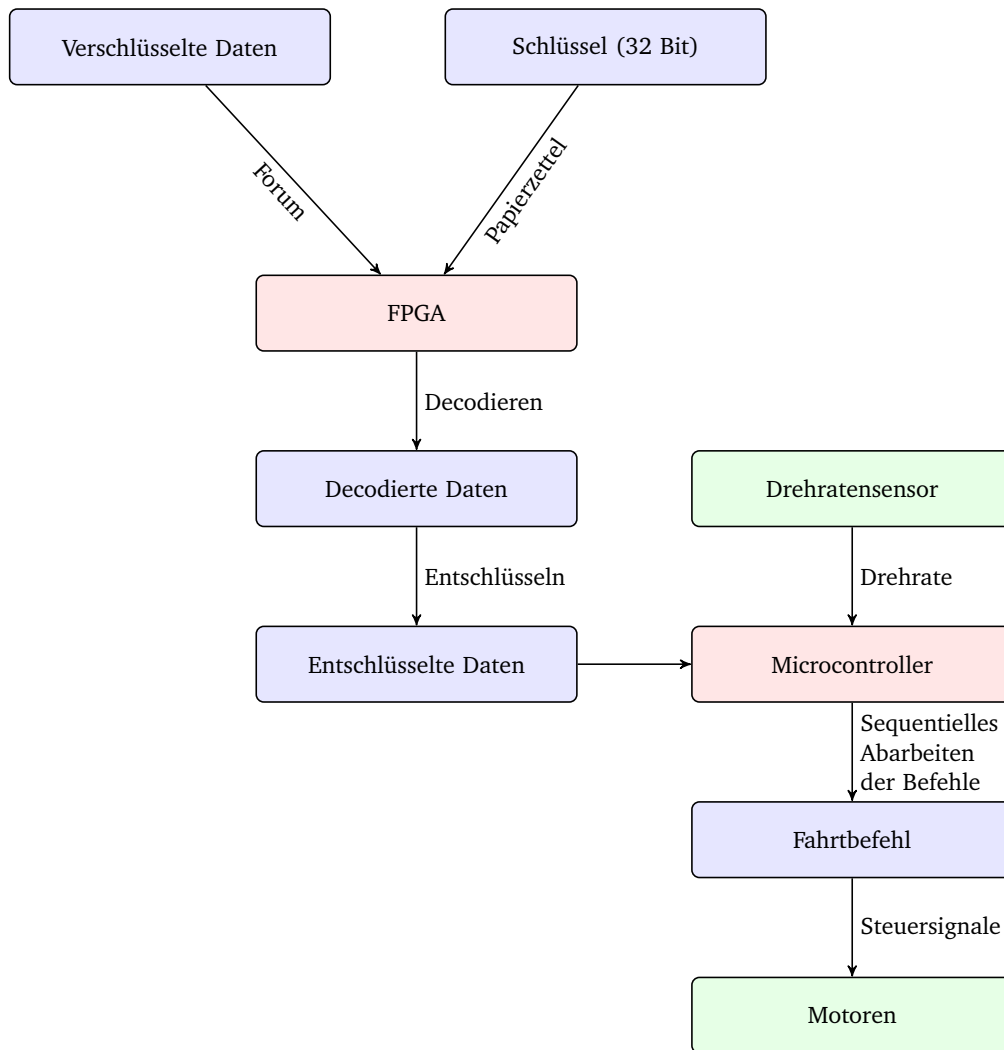 Verschlüsselte Daten
Schlüssel (32 Bit)
Forum
Papierzettel
FPGA
Decodieren
Decodierte Daten
Drehratensensor
Entschlüsseln
Drehrate
Entschlüsselte Daten
Microcontroller
Sequentielles
Abarbeiten
der Befehle
Fahrtbefehl
Steuersignale
Motoren